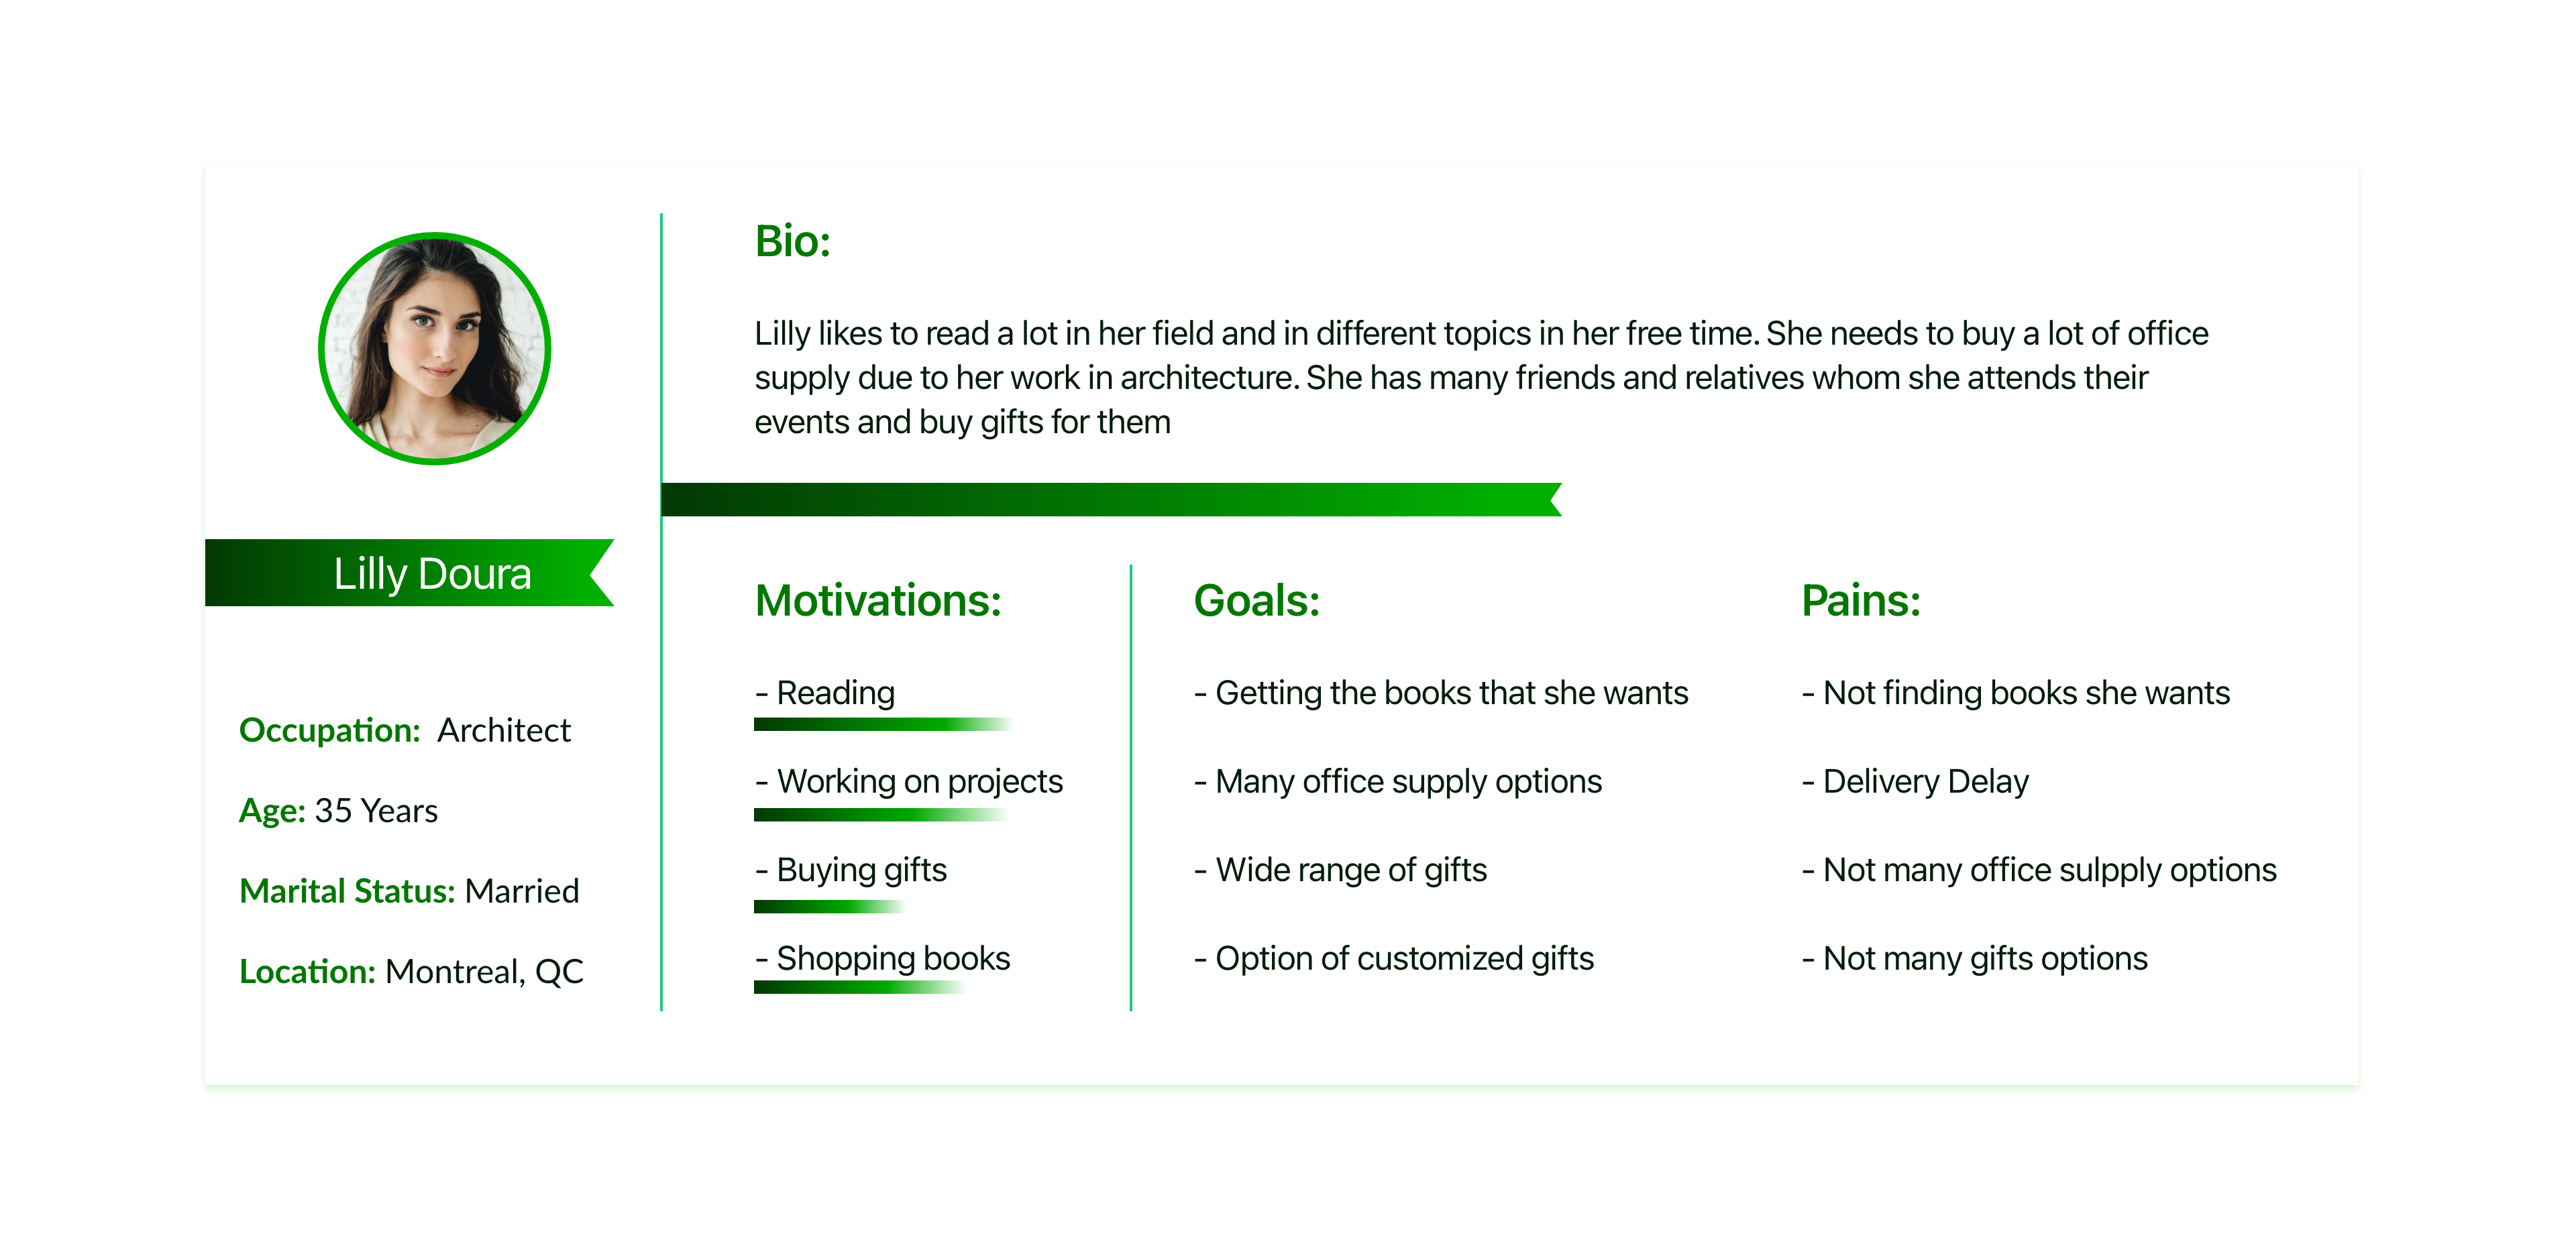 Lilly Doura
Occupation: Architect
Age: 35 Years
Marital Status: Married
Location: Montreal, QC
Bio:
Lilly likes to read a lot in her field and in different topics in her free time. She needs to buy a lot of office
supply due to her work in architecture. She has many friends and relatives whom she attends their
events and buy gifts for them
Motivations:
- Reading
- Working on projects
- Buying gifts
- Shopping books
Goals:
- Getting the books that she wants
- Many office supply options
- Wide range of gifts
- Option of customized gifts
Pains:
- Not finding books she wants
- Delivery Delay
- Not many office sulpply options
- Not many gifts options